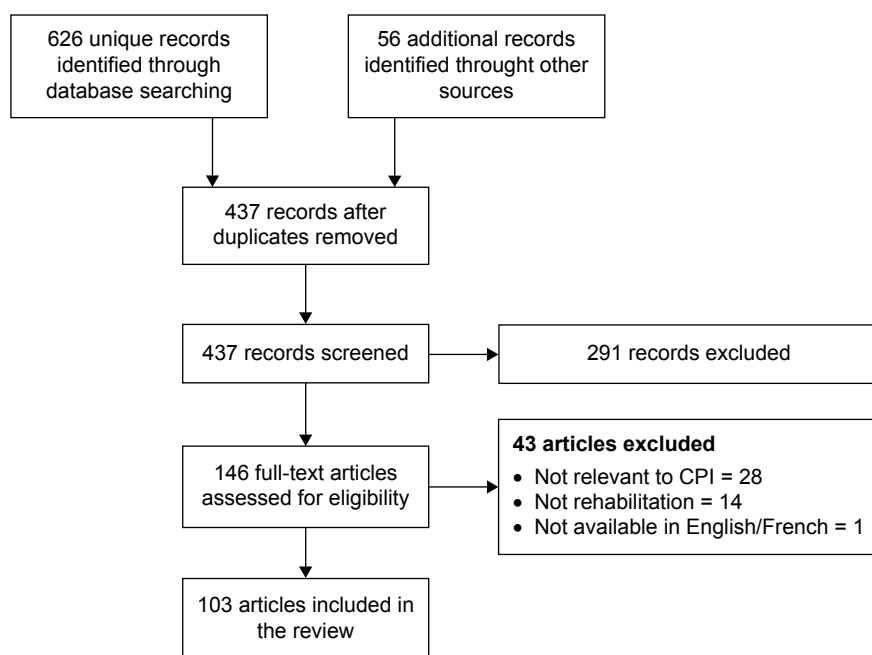 626 unique records
identified through
database searching
56 additional records
identified throught other
sources
437 records after
duplicates removed
437 records screened
291 records excluded
146 full-text articles
assessed for eligibility
43 articles excluded
• Not relevant to CPI = 28
• Not rehabilitation = 14
• Not available in English/French = 1
103 articles included in
the review